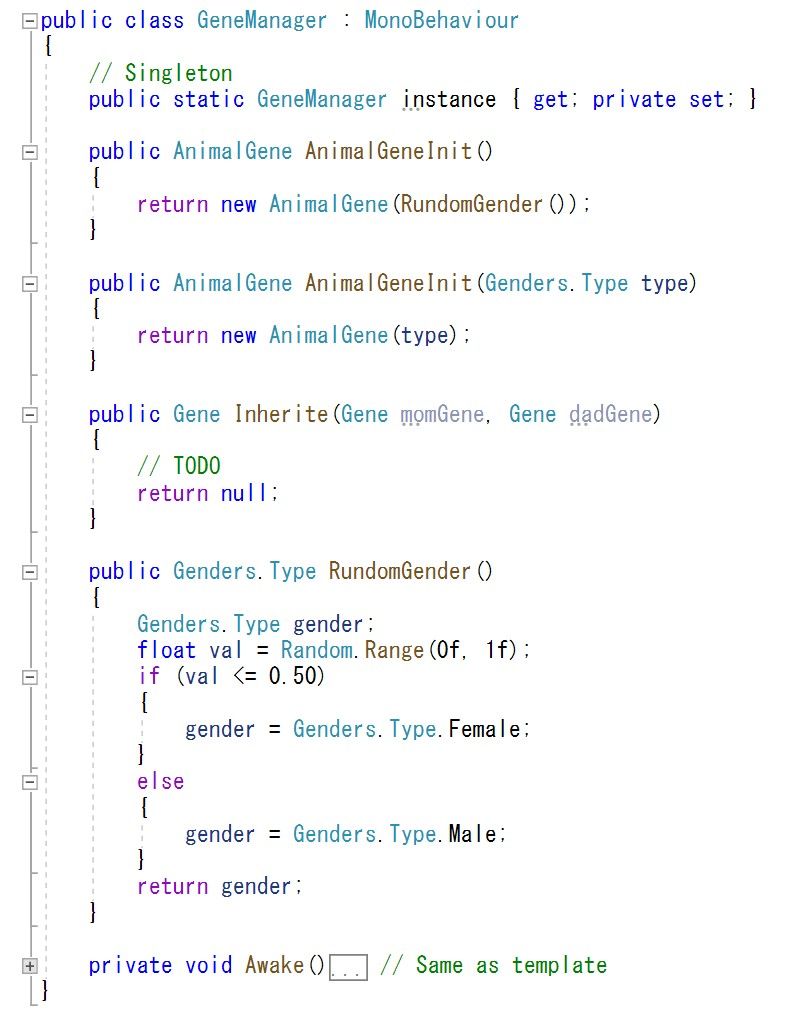 public class GeneManager : MonoBehaviour
{
    // Singleton
    public static GeneManager instance { get; private set; }

    public AnimalGene AnimalGeneInit()
    {
        return new AnimalGene(RundomGender());
    }

    public AnimalGene AnimalGeneInit(Genders.Type type)
    {
        return new AnimalGene(type);
    }

    public Gene Inherite(Gene momGene, Gene dadGene)
    {
        // TODO
        return null;
    }

    public Genders.Type RundomGender()
    {
        Genders.Type gender;
        float val = Random.Range(0f, 1f);
        if (val <= 0.50)
        {
            gender = Genders.Type.Female;
        }
        else
        {
            gender = Genders.Type.Male;
        }
        return gender;
    }

    private void Awake()... // Same as template
}